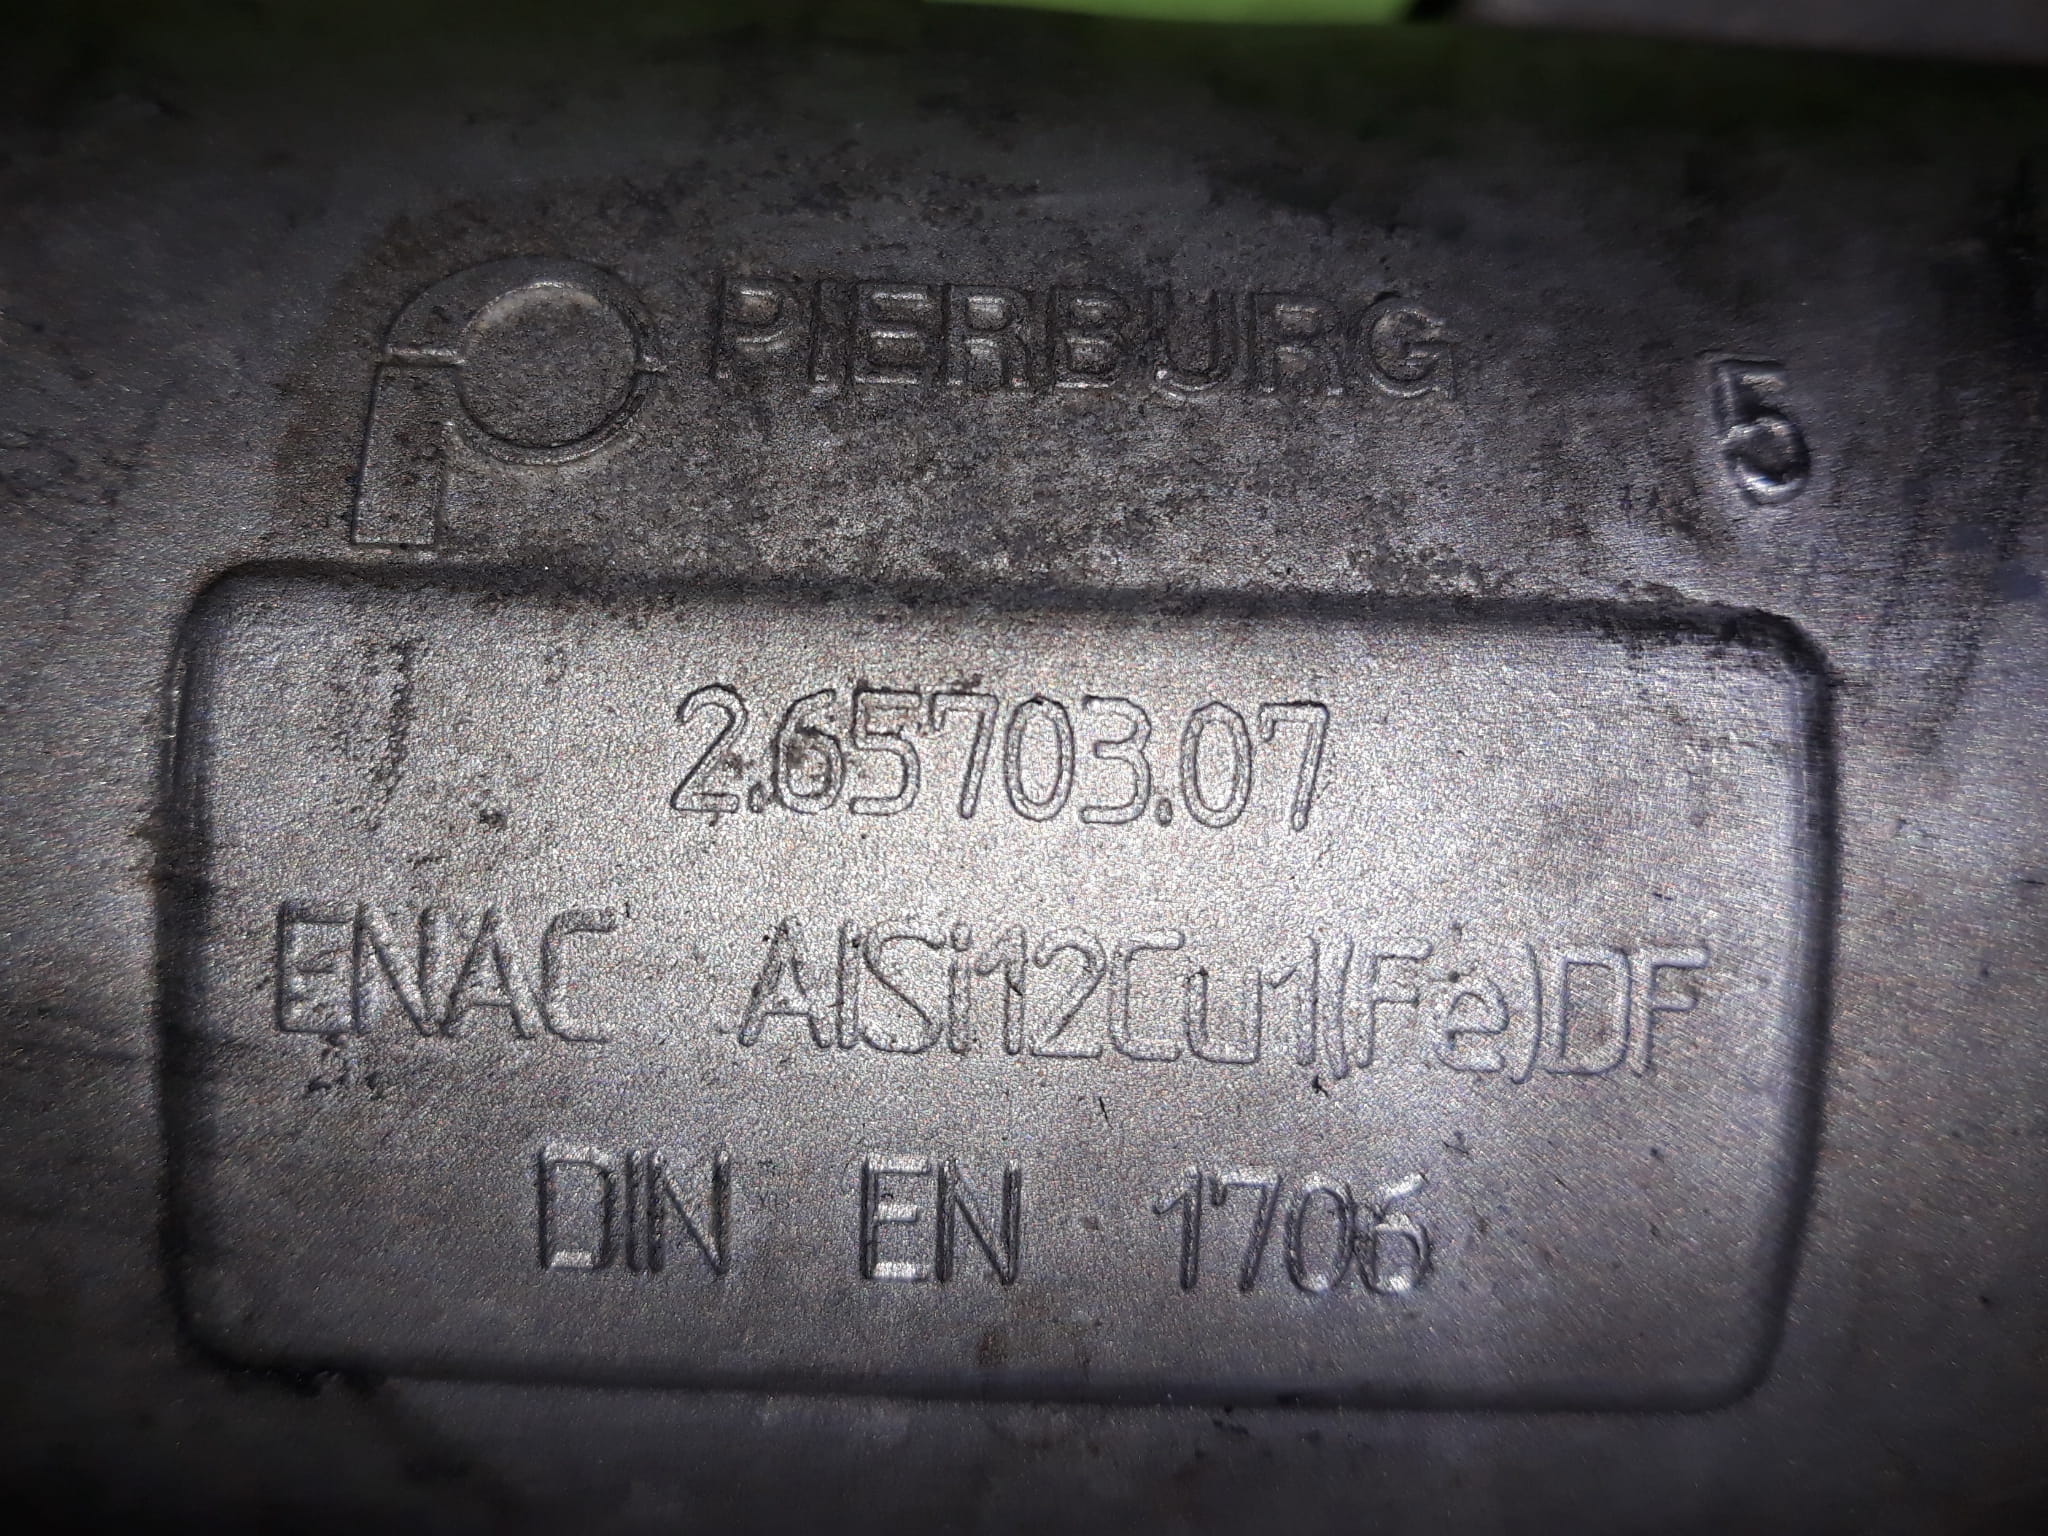 PIERBURG
5
2.65703.07
ENAC AlSi12Cu1(Fe)DF
DIN EN 1706